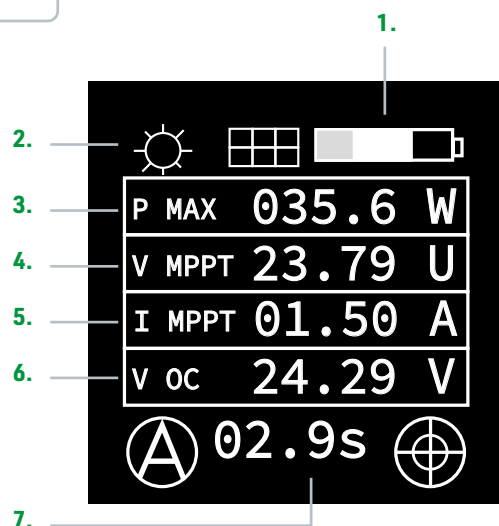 1.
2.
3. P MAX 035.6 W
4. V MPPT 23.79 U
5. I MPPT 01.50 A
6. V OC 24.29 V
A 02.9s
7.